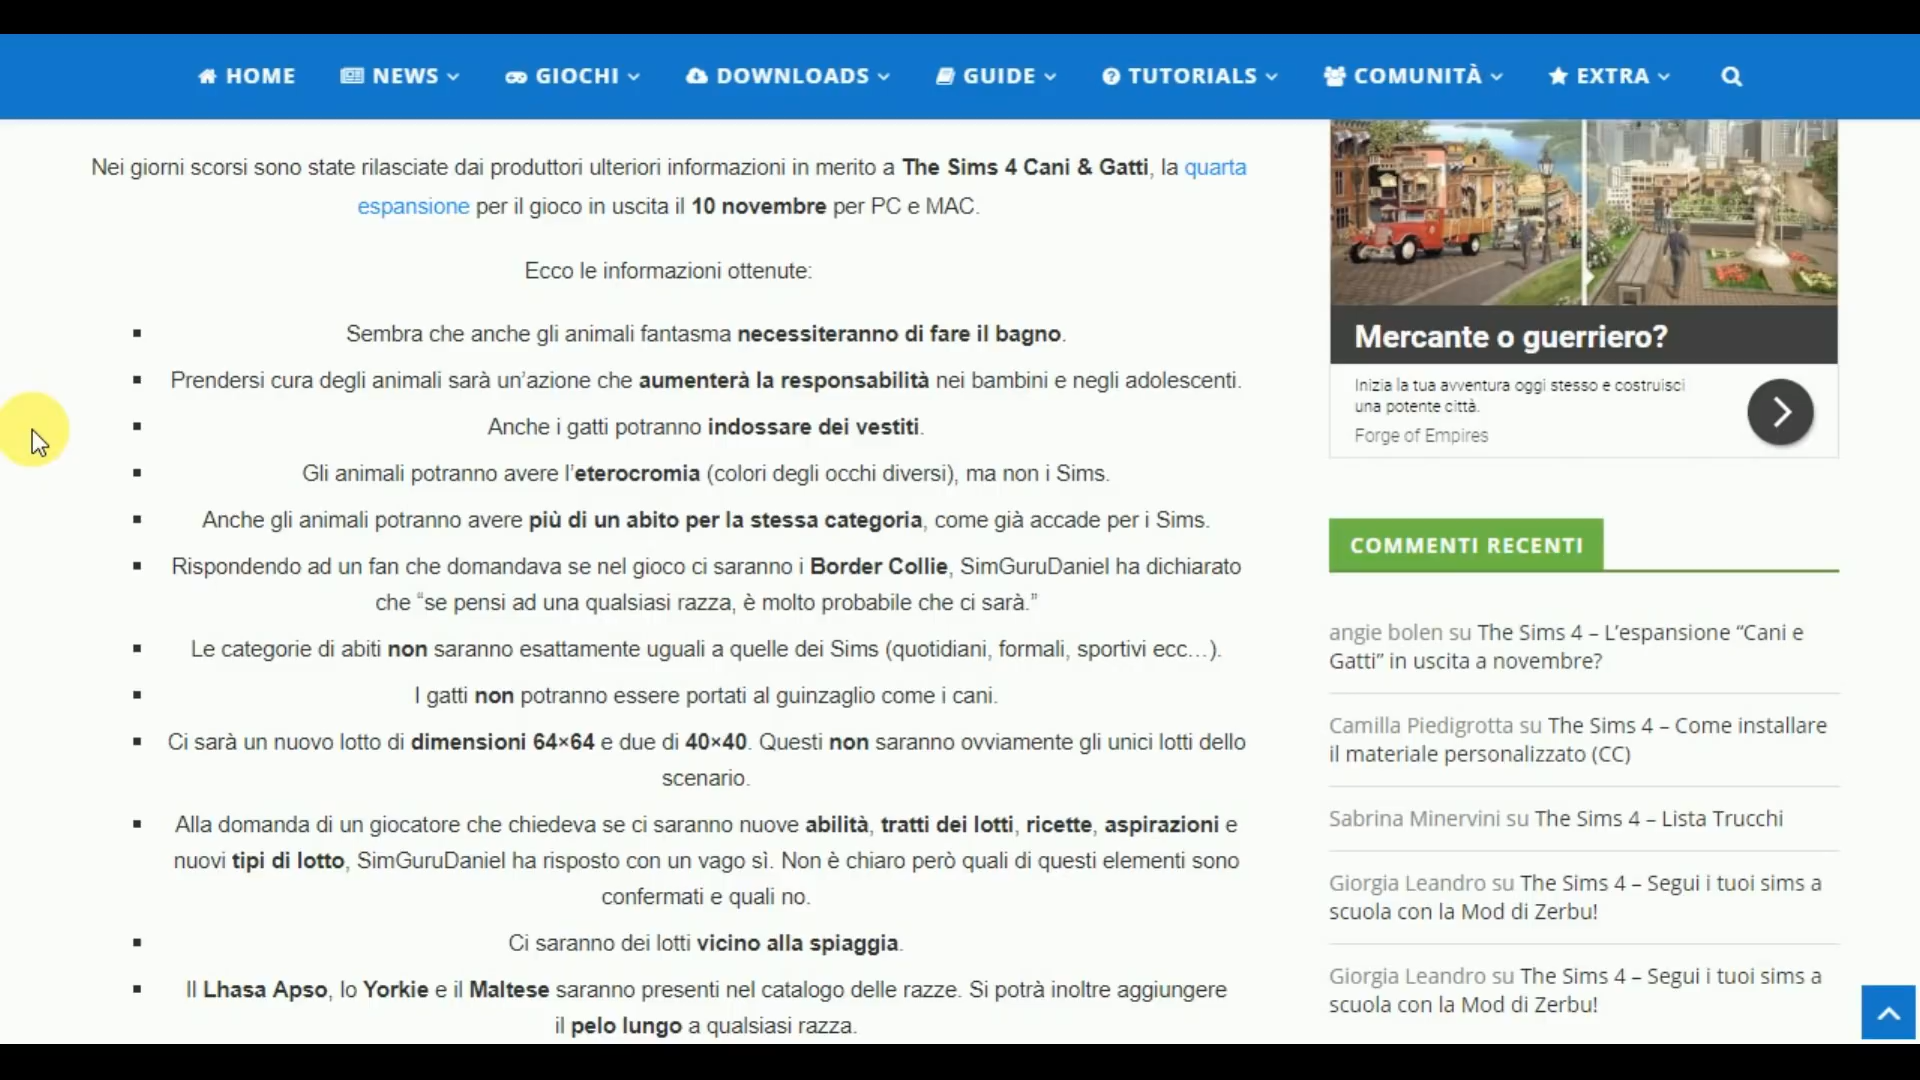 HOME NEWS GIOCHI DOWNLOADS GUIDE TUTORIALS COMUNITÀ EXTRA
Nei giorni scorsi sono state rilasciate dai produttori ulteriori informazioni in merito a The Sims 4 Cani & Gatti, la quarta
espansione per il gioco in uscita il 10 novembre per PC e MAC.
Ecco le informazioni ottenute:
Sembra che anche gli animali fantasma necessiteranno di fare il bagno.
Prendersi cura degli animali sarà un'azione che aumenterà la responsabilità nei bambini e negli adolescenti.
Anche i gatti potranno indossare dei vestiti.
Gli animali potranno avere l'eterocromia (colori degli occhi diversi), ma non i Sims.
Anche gli animali potranno avere più di un abito per la stessa categoria, come già accade per i Sims.
Rispondendo ad un fan che domandava se nel gioco ci saranno i Border Collie, SimGuruDaniel ha dichiarato
che “se pensi ad una qualsiasi razza, è molto probabile che ci sarà.”
Le categorie di abiti non saranno esattamente uguali a quelle dei Sims (quotidiani, formali, sportivi ecc…).
I gatti non potranno essere portati al guinzaglio come i cani.
Ci sarà un nuovo lotto di dimensioni 64×64 e due di 40×40. Questi non saranno ovviamente gli unici lotti dello
scenario.
Alla domanda di un giocatore che chiedeva se ci saranno nuove abilità, tratti dei lotti, ricette, aspirazioni e
nuovi tipi di lotto, SimGuruDaniel ha risposto con un vago sì. Non è chiaro però quali di questi elementi sono
confermati e quali no.
Ci saranno dei lotti vicino alla spiaggia.
Il Lhasa Apso, lo Yorkie e il Maltese saranno presenti nel catalogo delle razze. Si potrà inoltre aggiungere
il pelo lungo a qualsiasi razza.
Mercante o guerriero?
Inizia la tua avventura oggi stesso e costruisci
una potente città.
Forge of Empires
COMMENTI RECENTI
angie bolen su The Sims 4 – L'espansione “Cani e
Gatti” in uscita a novembre?
Camilla Piedigrotta su The Sims 4 – Come installare
il materiale personalizzato (CC)
Sabrina Minervini su The Sims 4 – Lista Trucchi
Giorgia Leandro su The Sims 4 – Segui i tuoi sims a
scuola con la Mod di Zerbu!
Giorgia Leandro su The Sims 4 – Segui i tuoi sims a
scuola con la Mod di Zerbu!